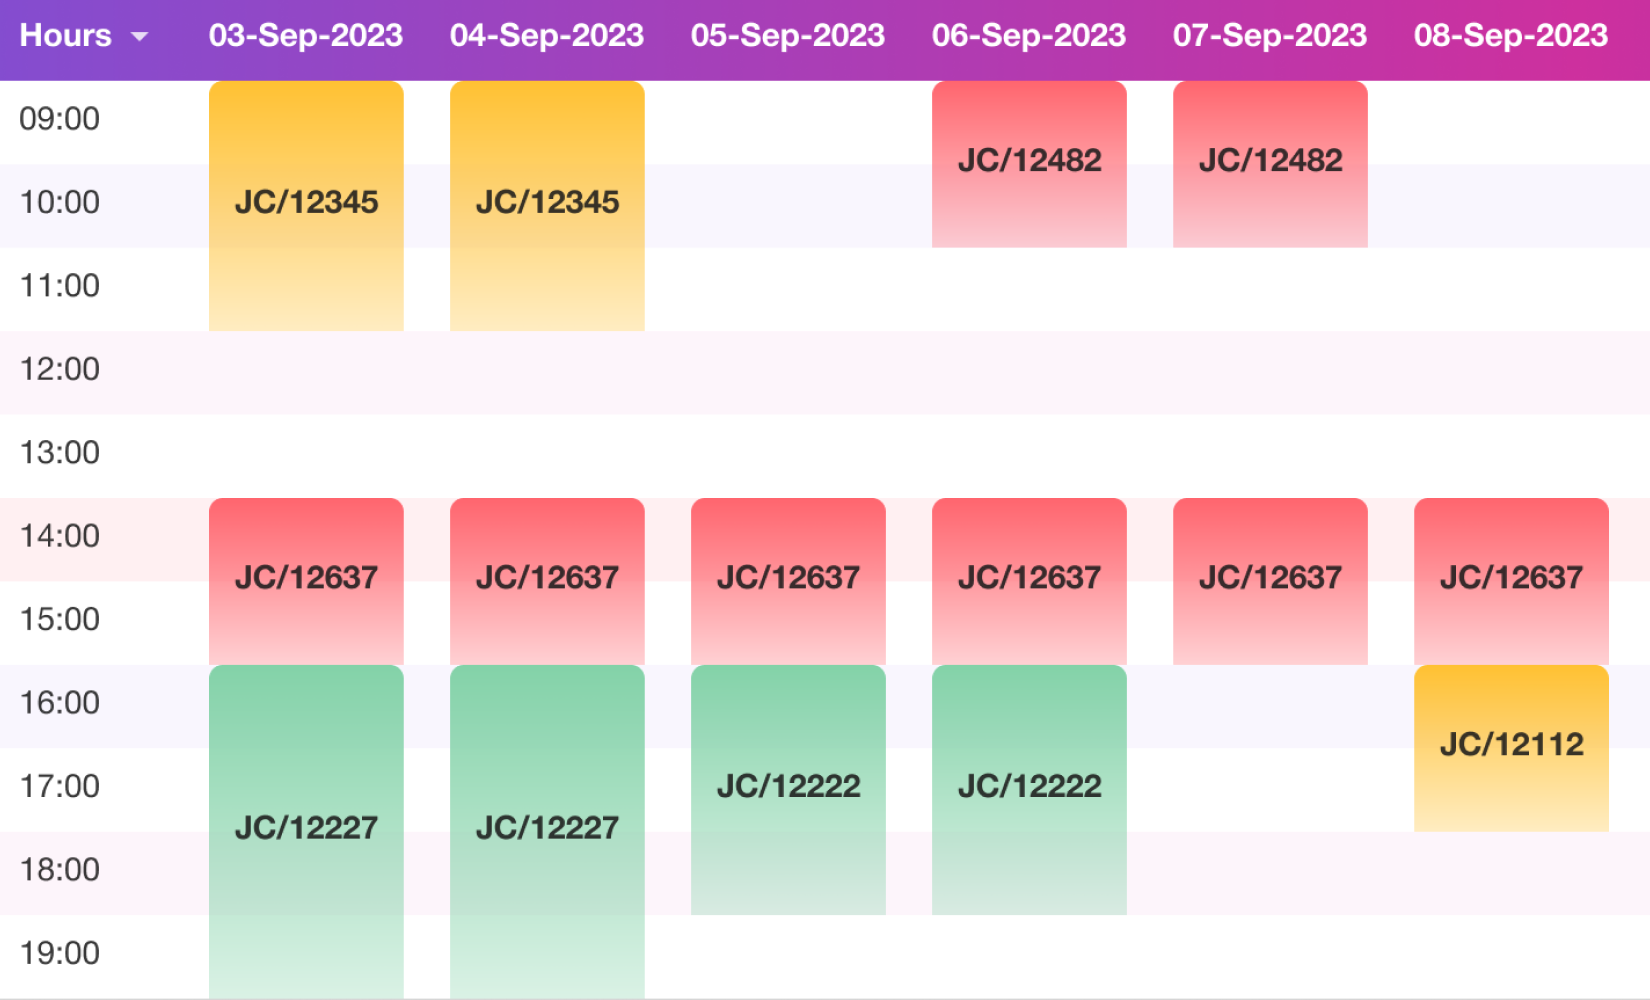 Hours 03-Sep-2023 04-Sep-2023 05-Sep-2023 06-Sep-2023 07-Sep-2023 08-Sep-2023
09:00
JC/12482 JC/12482
10:00 JC/12345 JC/12345
11:00
12:00
13:00
14:00
JC/12637 JC/12637 JC/12637 JC/12637 JC/12637 JC/12637
15:00
16:00
JC/12112
17:00 JC/12222 JC/12222
JC/12227 JC/12227
18:00
19:00